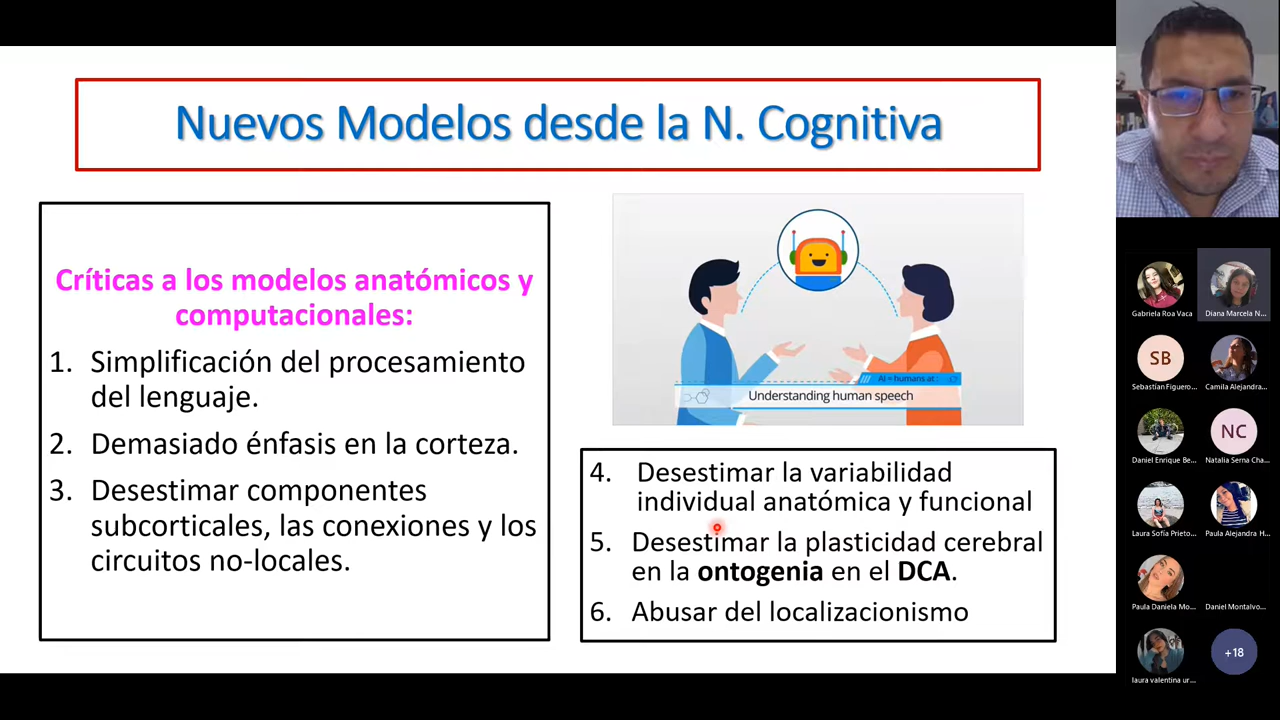 Nuevos Modelos desde la N. Cognitiva
Críticas a los modelos anatómicos y
computacionales:
1. Simplificación del procesamiento
del lenguaje.
2. Demasiado énfasis en la corteza.
3. Desestimar componentes
subcorticales, las conexiones y los
circuitos no-locales.
AI = humans at...
Understanding human speech
4. Desestimar la variabilidad
individual anatómica y funcional
5. Desestimar la plasticidad cerebral
en la ontogenia en el DCA.
6. Abusar del localizacionismo
Gabriela Roa Vaca
Diana Marcela N...
SB
Sebastian Figuero...
Camila Alejandra...
Daniel Enrique Be...
NC
Natalia Serna Cha...
Laura Sofía Prieto...
Paula Alejandra H...
Paula Daniela Mo...
Daniel Montalvo...
laura valentina ur...
+18